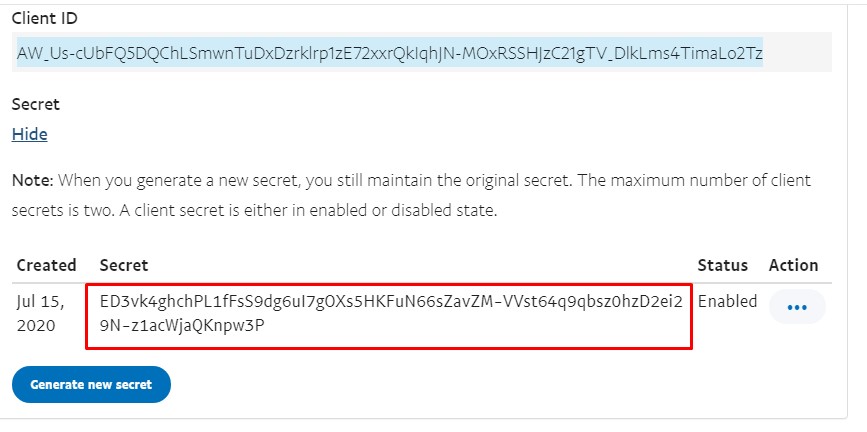 Client ID
AW_Us-cUbFQ5DQChLSmwnTuDxDzrklrp1zE72xxrQkIqhJN-MOxRSSHJzC21gTV_DlkLms4TimaLo2Tz
Secret
Hide
Note: When you generate a new secret, you still maintain the original secret. The maximum number of client
secrets is two. A client secret is either in enabled or disabled state.
Created Secret Status Action
Jul 15, ED3vk4ghchPL1fFsS9dg6uI7gOXs5HKFuN66sZavZM-VVst64q9qbsz0hzD2ei2 Enabled
2020 9N-z1acWjaQKnpw3P
Generate new secret